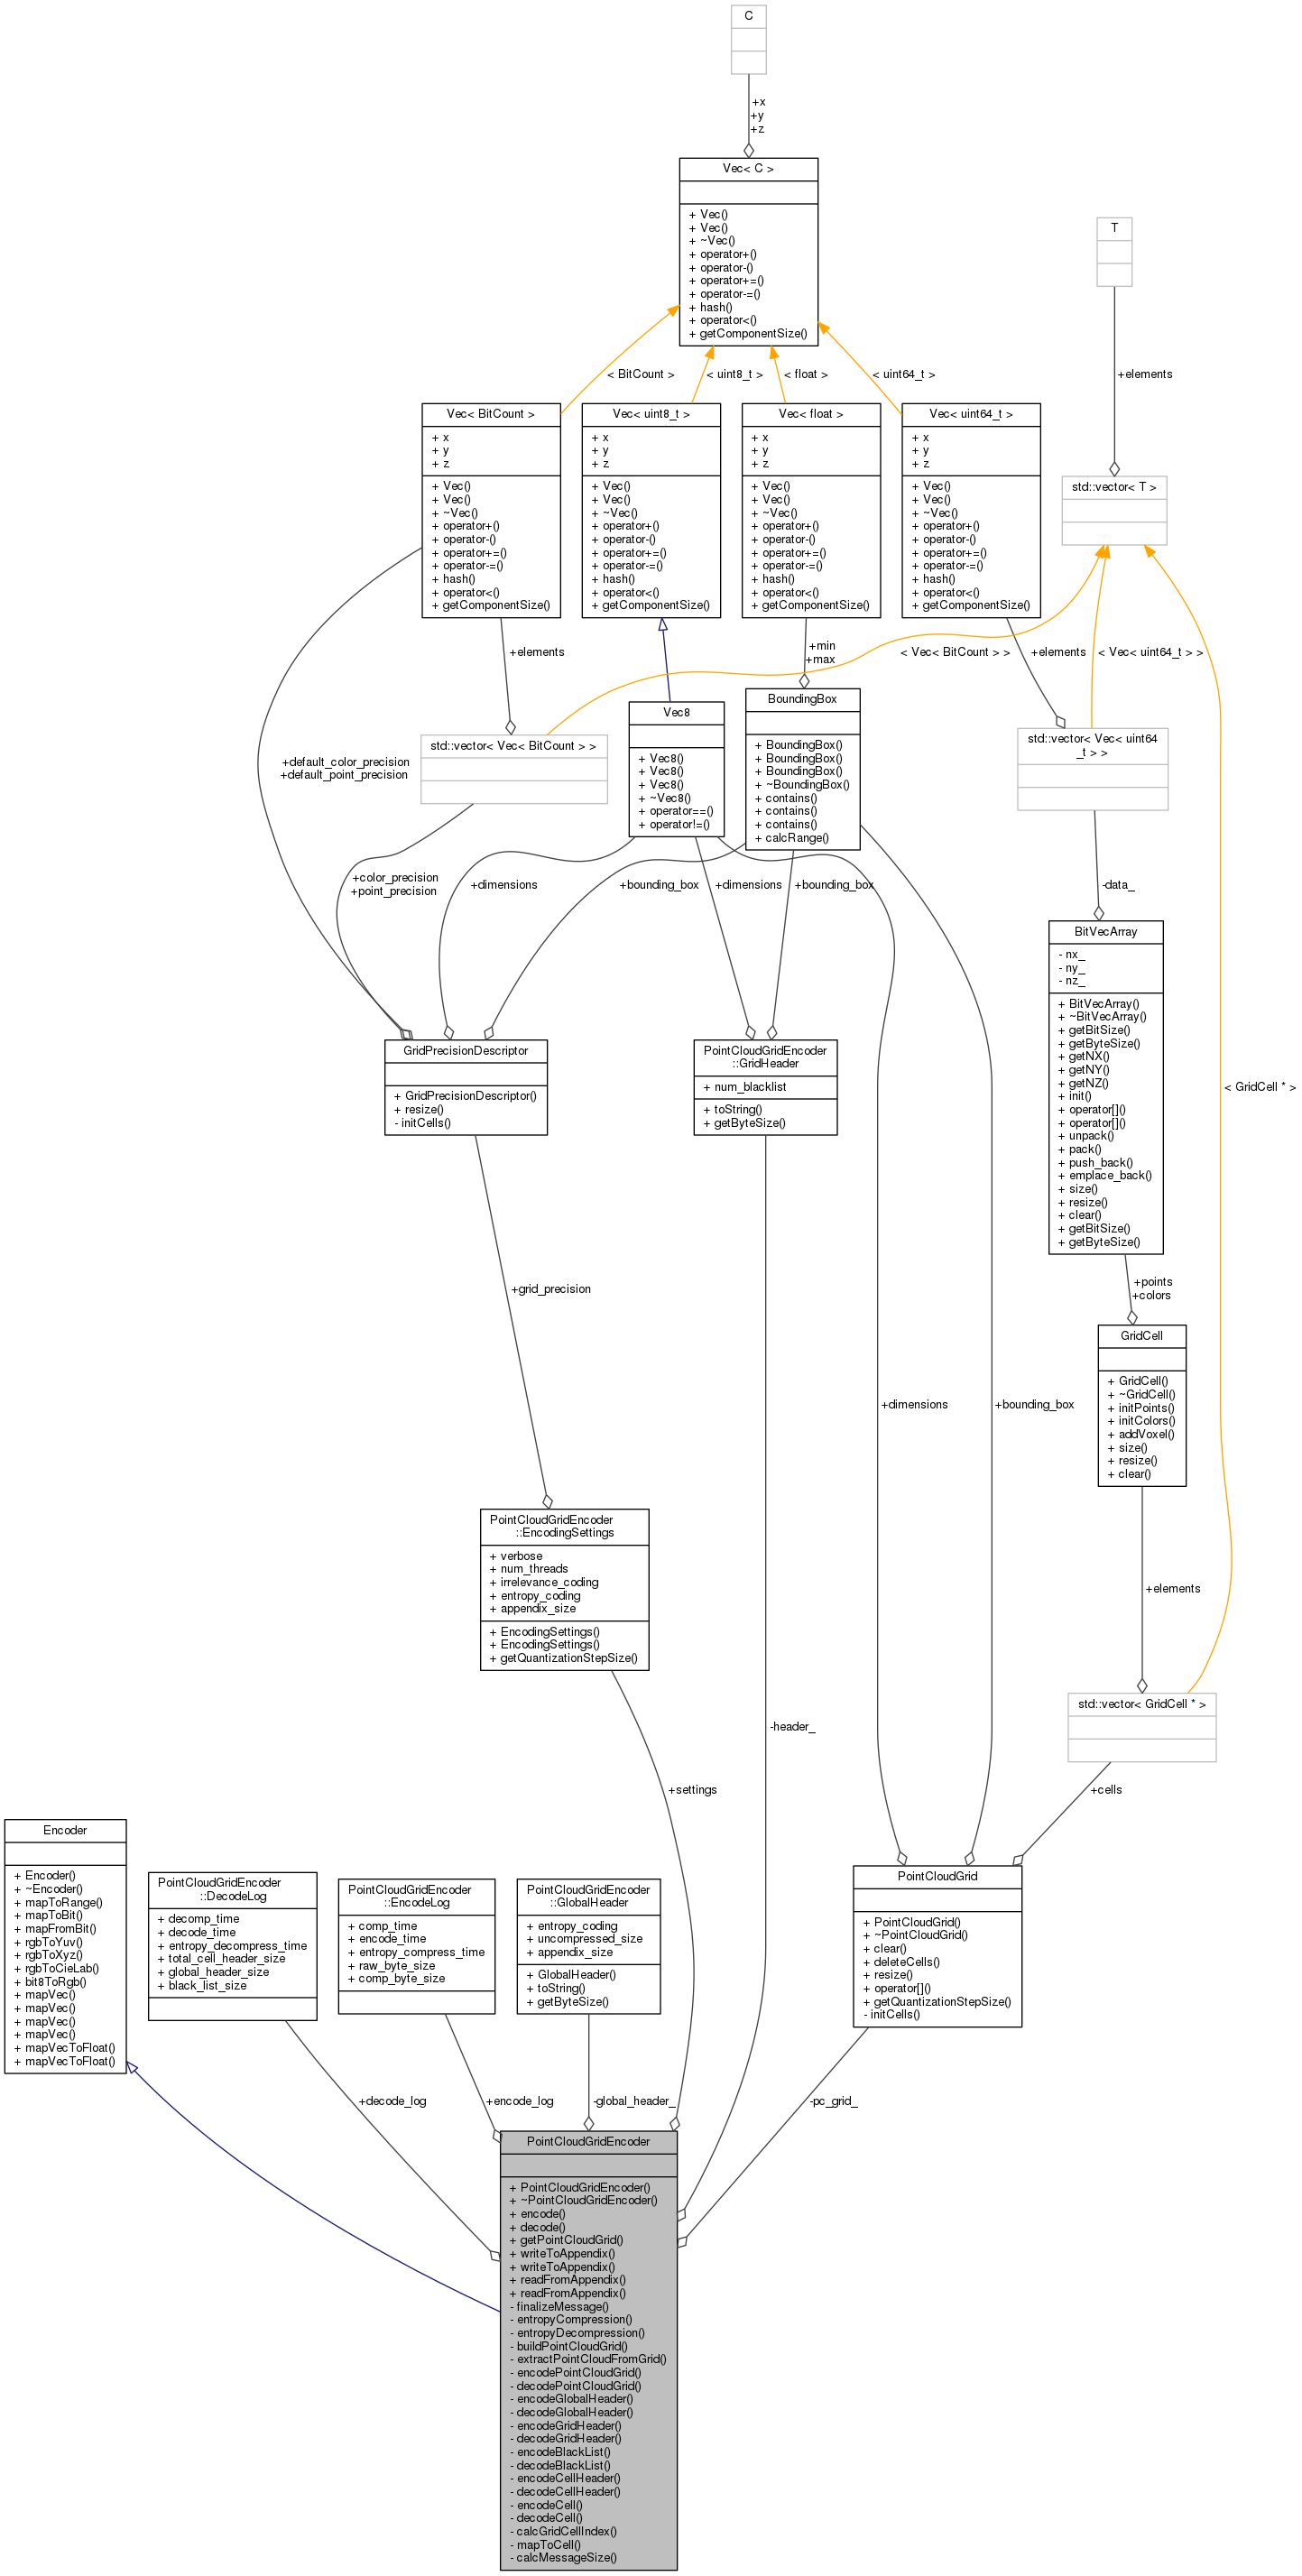 C
+x
+y
+z
Vec< C >
+ Vec()
+ Vec()
+ ~Vec()
+ operator+()
+ operator-()
+ operator+=()
+ operator-=()
+ hash()
+ operator<()
+ getComponentSize()
T
+elements
< BitCount >
< uint8_t >
< float >
< uint64_t >
Vec< BitCount >
+ x
+ y
+ z
+ Vec()
+ Vec()
+ ~Vec()
+ operator+()
+ operator-()
+ operator+=()
+ operator-=()
+ hash()
+ operator<()
+ getComponentSize()
Vec< uint8_t >
+ x
+ y
+ z
+ Vec()
+ Vec()
+ ~Vec()
+ operator+()
+ operator-()
+ operator+=()
+ operator-=()
+ hash()
+ operator<()
+ getComponentSize()
Vec< float >
+ x
+ y
+ z
+ Vec()
+ Vec()
+ ~Vec()
+ operator+()
+ operator-()
+ operator+=()
+ operator-=()
+ hash()
+ operator<()
+ getComponentSize()
Vec< uint64_t >
+ x
+ y
+ z
+ Vec()
+ Vec()
+ ~Vec()
+ operator+()
+ operator-()
+ operator+=()
+ operator-=()
+ hash()
+ operator<()
+ getComponentSize()
std::vector< T >
+elements
+min
+max
< Vec< BitCount > >
+elements
< Vec< uint64_t > >
Vec8
+ Vec8()
+ Vec8()
+ Vec8()
+ ~Vec8()
+ operator==()
+ operator!=()
BoundingBox
+ BoundingBox()
+ BoundingBox()
+ BoundingBox()
+ ~BoundingBox()
+ contains()
+ contains()
+ contains()
+ calcRange()
std::vector< Vec< BitCount > >
std::vector< Vec< uint64
_t > >
+default_color_precision
+default_point_precision
+color_precision
+point_precision
+dimensions
+bounding_box
+dimensions
+bounding_box
-data_
BitVecArray
- nx_
- ny_
- nz_
+ BitVecArray()
+ ~BitVecArray()
+ getBitSize()
+ getByteSize()
+ getNX()
+ getNY()
+ getNZ()
+ init()
+ operator[]()
+ operator[]()
+ unpack()
+ pack()
+ push_back()
+ emplace_back()
+ size()
+ resize()
+ clear()
+ getBitSize()
+ getByteSize()
GridPrecisionDescriptor
+ GridPrecisionDescriptor()
+ resize()
- initCells()
PointCloudGridEncoder
::GridHeader
+ num_blacklist
+ toString()
+ getByteSize()
< GridCell * >
+grid_precision
+points
+colors
GridCell
+ GridCell()
+ ~GridCell()
+ initPoints()
+ initColors()
+ addVoxel()
+ size()
+ resize()
+ clear()
+dimensions
+bounding_box
PointCloudGridEncoder
::EncodingSettings
+ verbose
+ num_threads
+ irrelevance_coding
+ entropy_coding
+ appendix_size
+ EncodingSettings()
+ EncodingSettings()
+ getQuantizationStepSize()
+elements
std::vector< GridCell * >
-header_
+settings
+cells
Encoder
+ Encoder()
+ ~Encoder()
+ mapToRange()
+ mapToBit()
+ mapFromBit()
+ rgbToYuv()
+ rgbToXyz()
+ rgbToCieLab()
+ bit8ToRgb()
+ mapVec()
+ mapVec()
+ mapVec()
+ mapVec()
+ mapVecToFloat()
+ mapVecToFloat()
PointCloudGridEncoder
::DecodeLog
+ decomp_time
+ decode_time
+ entropy_decompress_time
+ total_cell_header_size
+ global_header_size
+ black_list_size
PointCloudGridEncoder
::EncodeLog
+ comp_time
+ encode_time
+ entropy_compress_time
+ raw_byte_size
+ comp_byte_size
PointCloudGridEncoder
::GlobalHeader
+ entropy_coding
+ uncompressed_size
+ appendix_size
+ GlobalHeader()
+ toString()
+ getByteSize()
PointCloudGrid
+ PointCloudGrid()
+ ~PointCloudGrid()
+ clear()
+ deleteCells()
+ resize()
+ operator[]()
+ getQuantizationStepSize()
- initCells()
+decode_log
+encode_log
-global_header_
-pc_grid_
PointCloudGridEncoder
+ PointCloudGridEncoder()
+ ~PointCloudGridEncoder()
+ encode()
+ decode()
+ getPointCloudGrid()
+ writeToAppendix()
+ writeToAppendix()
+ readFromAppendix()
+ readFromAppendix()
- finalizeMessage()
- entropyCompression()
- entropyDecompression()
- buildPointCloudGrid()
- extractPointCloudFromGrid()
- encodePointCloudGrid()
- decodePointCloudGrid()
- encodeGlobalHeader()
- decodeGlobalHeader()
- encodeGridHeader()
- decodeGridHeader()
- encodeBlackList()
- decodeBlackList()
- encodeCellHeader()
- decodeCellHeader()
- encodeCell()
- decodeCell()
- calcGridCellIndex()
- mapToCell()
- calcMessageSize()